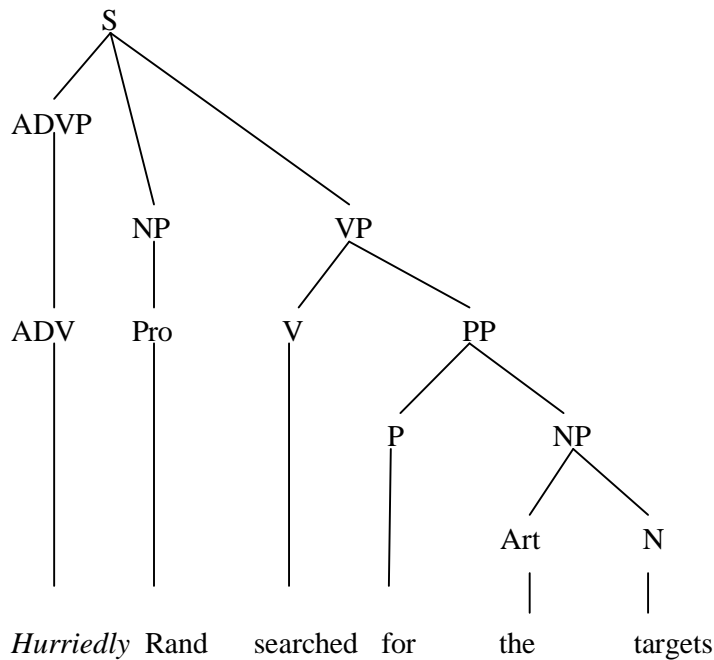 S
ADVP
NP VP
ADV Pro V PP
P NP
Art N
Hurriedly Rand searched for the targets